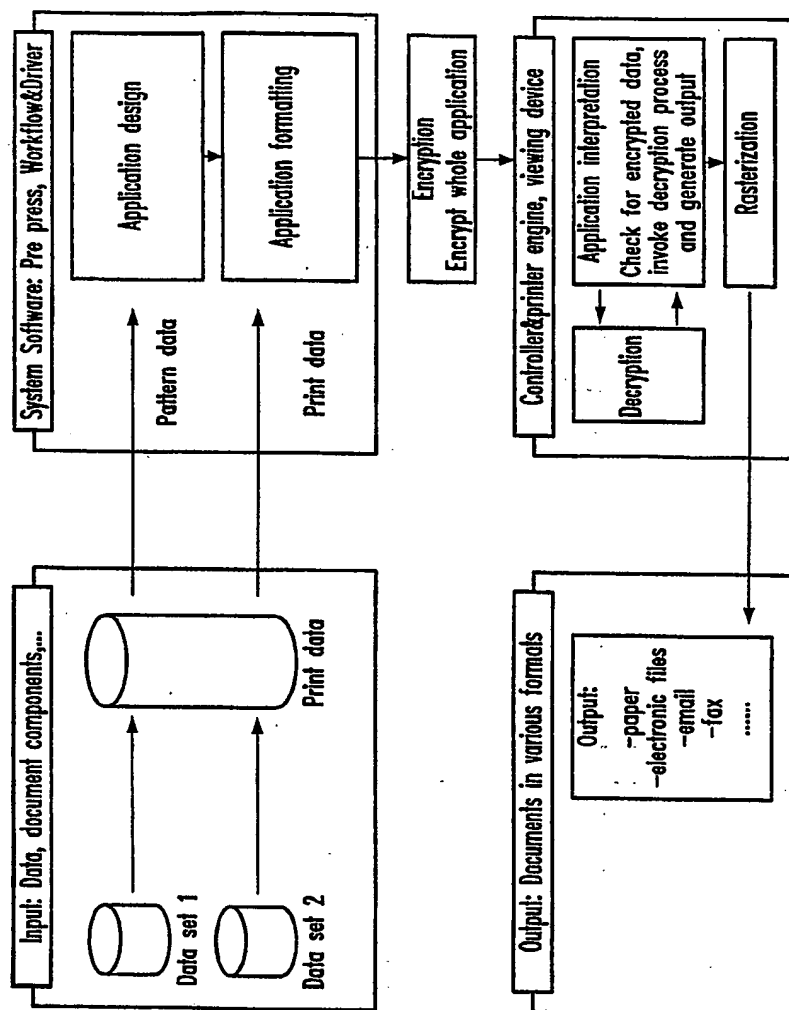 Input: Data, document components,...
Data set 1
Data set 2
Print data
System Software: Pre press, Workflow&Driver
Pattern data
Print data
Application design
Application formatting
Encryption
Encrypt whole application
Controller&printer engine, viewing device
Decryption
Application interpretation
Check for encrypted data,
invoke decryption process
and generate output
Rasterization
Output: Documents in various formats
Output:
-paper
-electronic files
-email
-fax
......